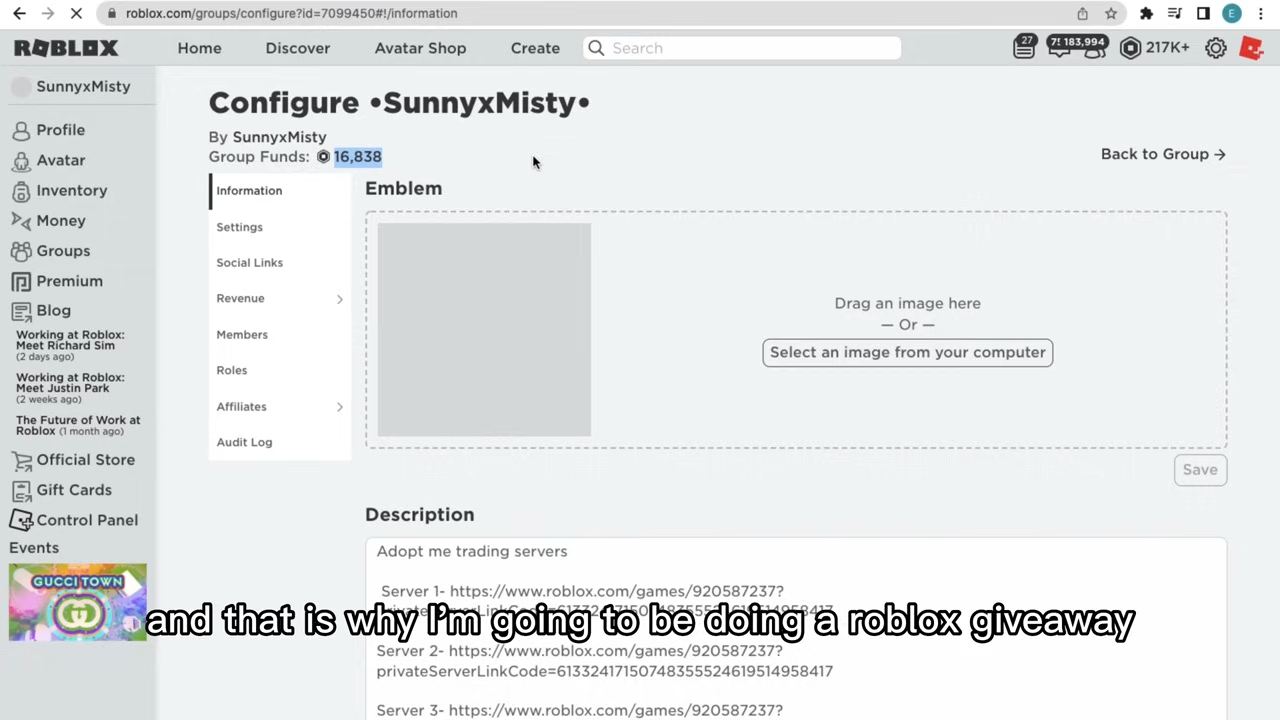 roblox.com/groups/configure?id=7099450#!/information
E
ROBLOX
Home
Discover
Avatar Shop
Create
Search
27
183,994
217K+
SunnyxMisty
Profile
Avatar
Inventory
Money
Groups
Premium
Blog
Working at Roblox:
Meet Richard Sim
(2 days ago)
Working at Roblox:
Meet Justin Park
(2 weeks ago)
The Future of Work at
Roblox (1 month ago)
Official Store
Gift Cards
Control Panel
Events
GUCCI TOWN
Configure •SunnyxMisty•
By SunnyxMisty
Group Funds: 16,838
Back to Group →
Information
Settings
Social Links
Revenue
Members
Roles
Affiliates
Audit Log
Emblem
Drag an image here
— Or —
Select an image from your computer
Save
Description
Adopt me trading servers
Server 1- https://www.roblox.com/games/920587237?
and that is why I'm going to be doing a roblox giveaway
Server 2- https://www.roblox.com/games/920587237?
privateServerLinkCode=61332417150748355524619514958417
Server 3- https://www.roblox.com/games/920587237?